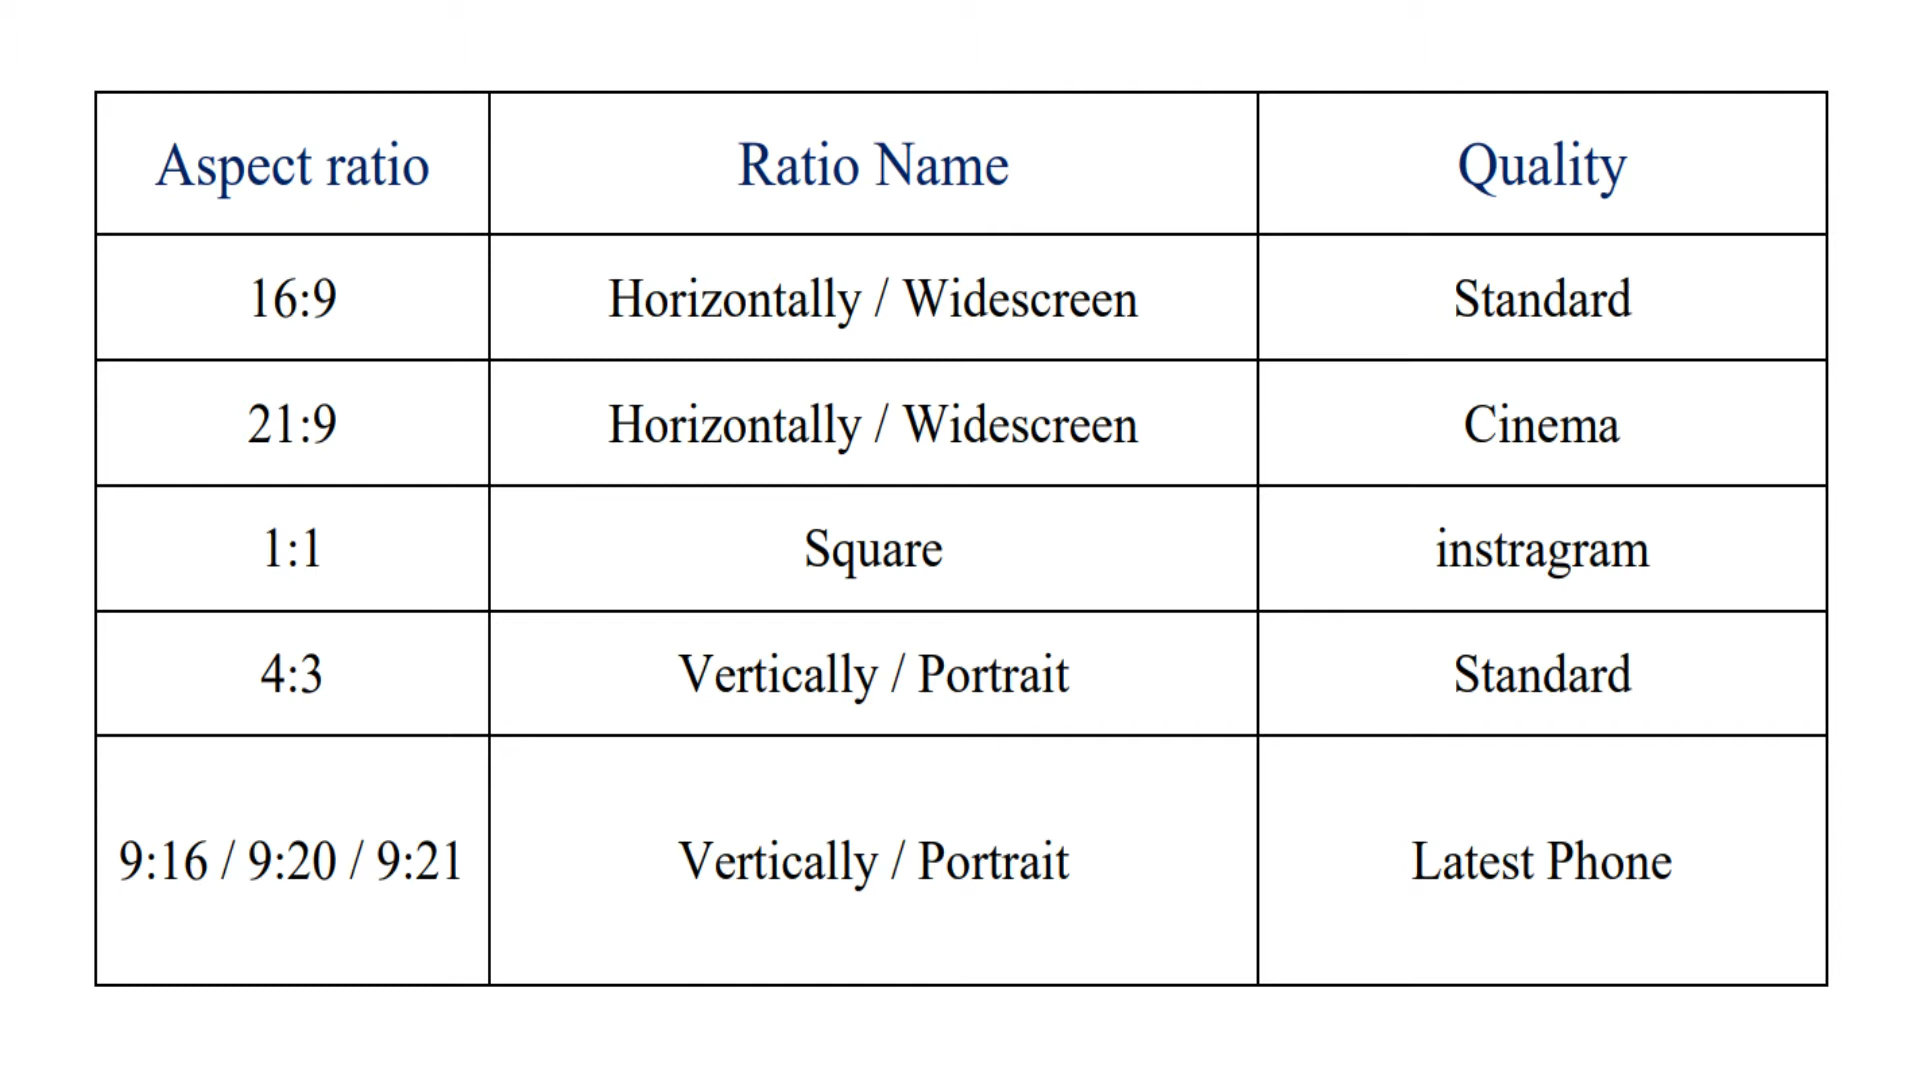 Aspect ratio Ratio Name Quality
16:9 Horizontally / Widescreen Standard
21:9 Horizontally / Widescreen Cinema
1:1 Square instragram
4:3 Vertically / Portrait Standard
9:16 / 9:20 / 9:21 Vertically / Portrait Latest Phone